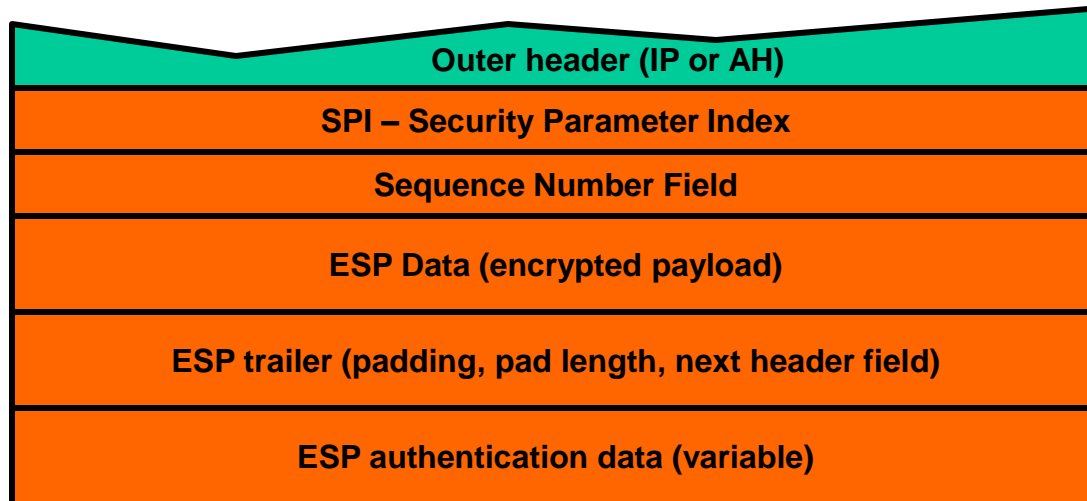 Outer header (IP or AH)
SPI – Security Parameter Index
Sequence Number Field
ESP Data (encrypted payload)
ESP trailer (padding, pad length, next header field)
ESP authentication data (variable)